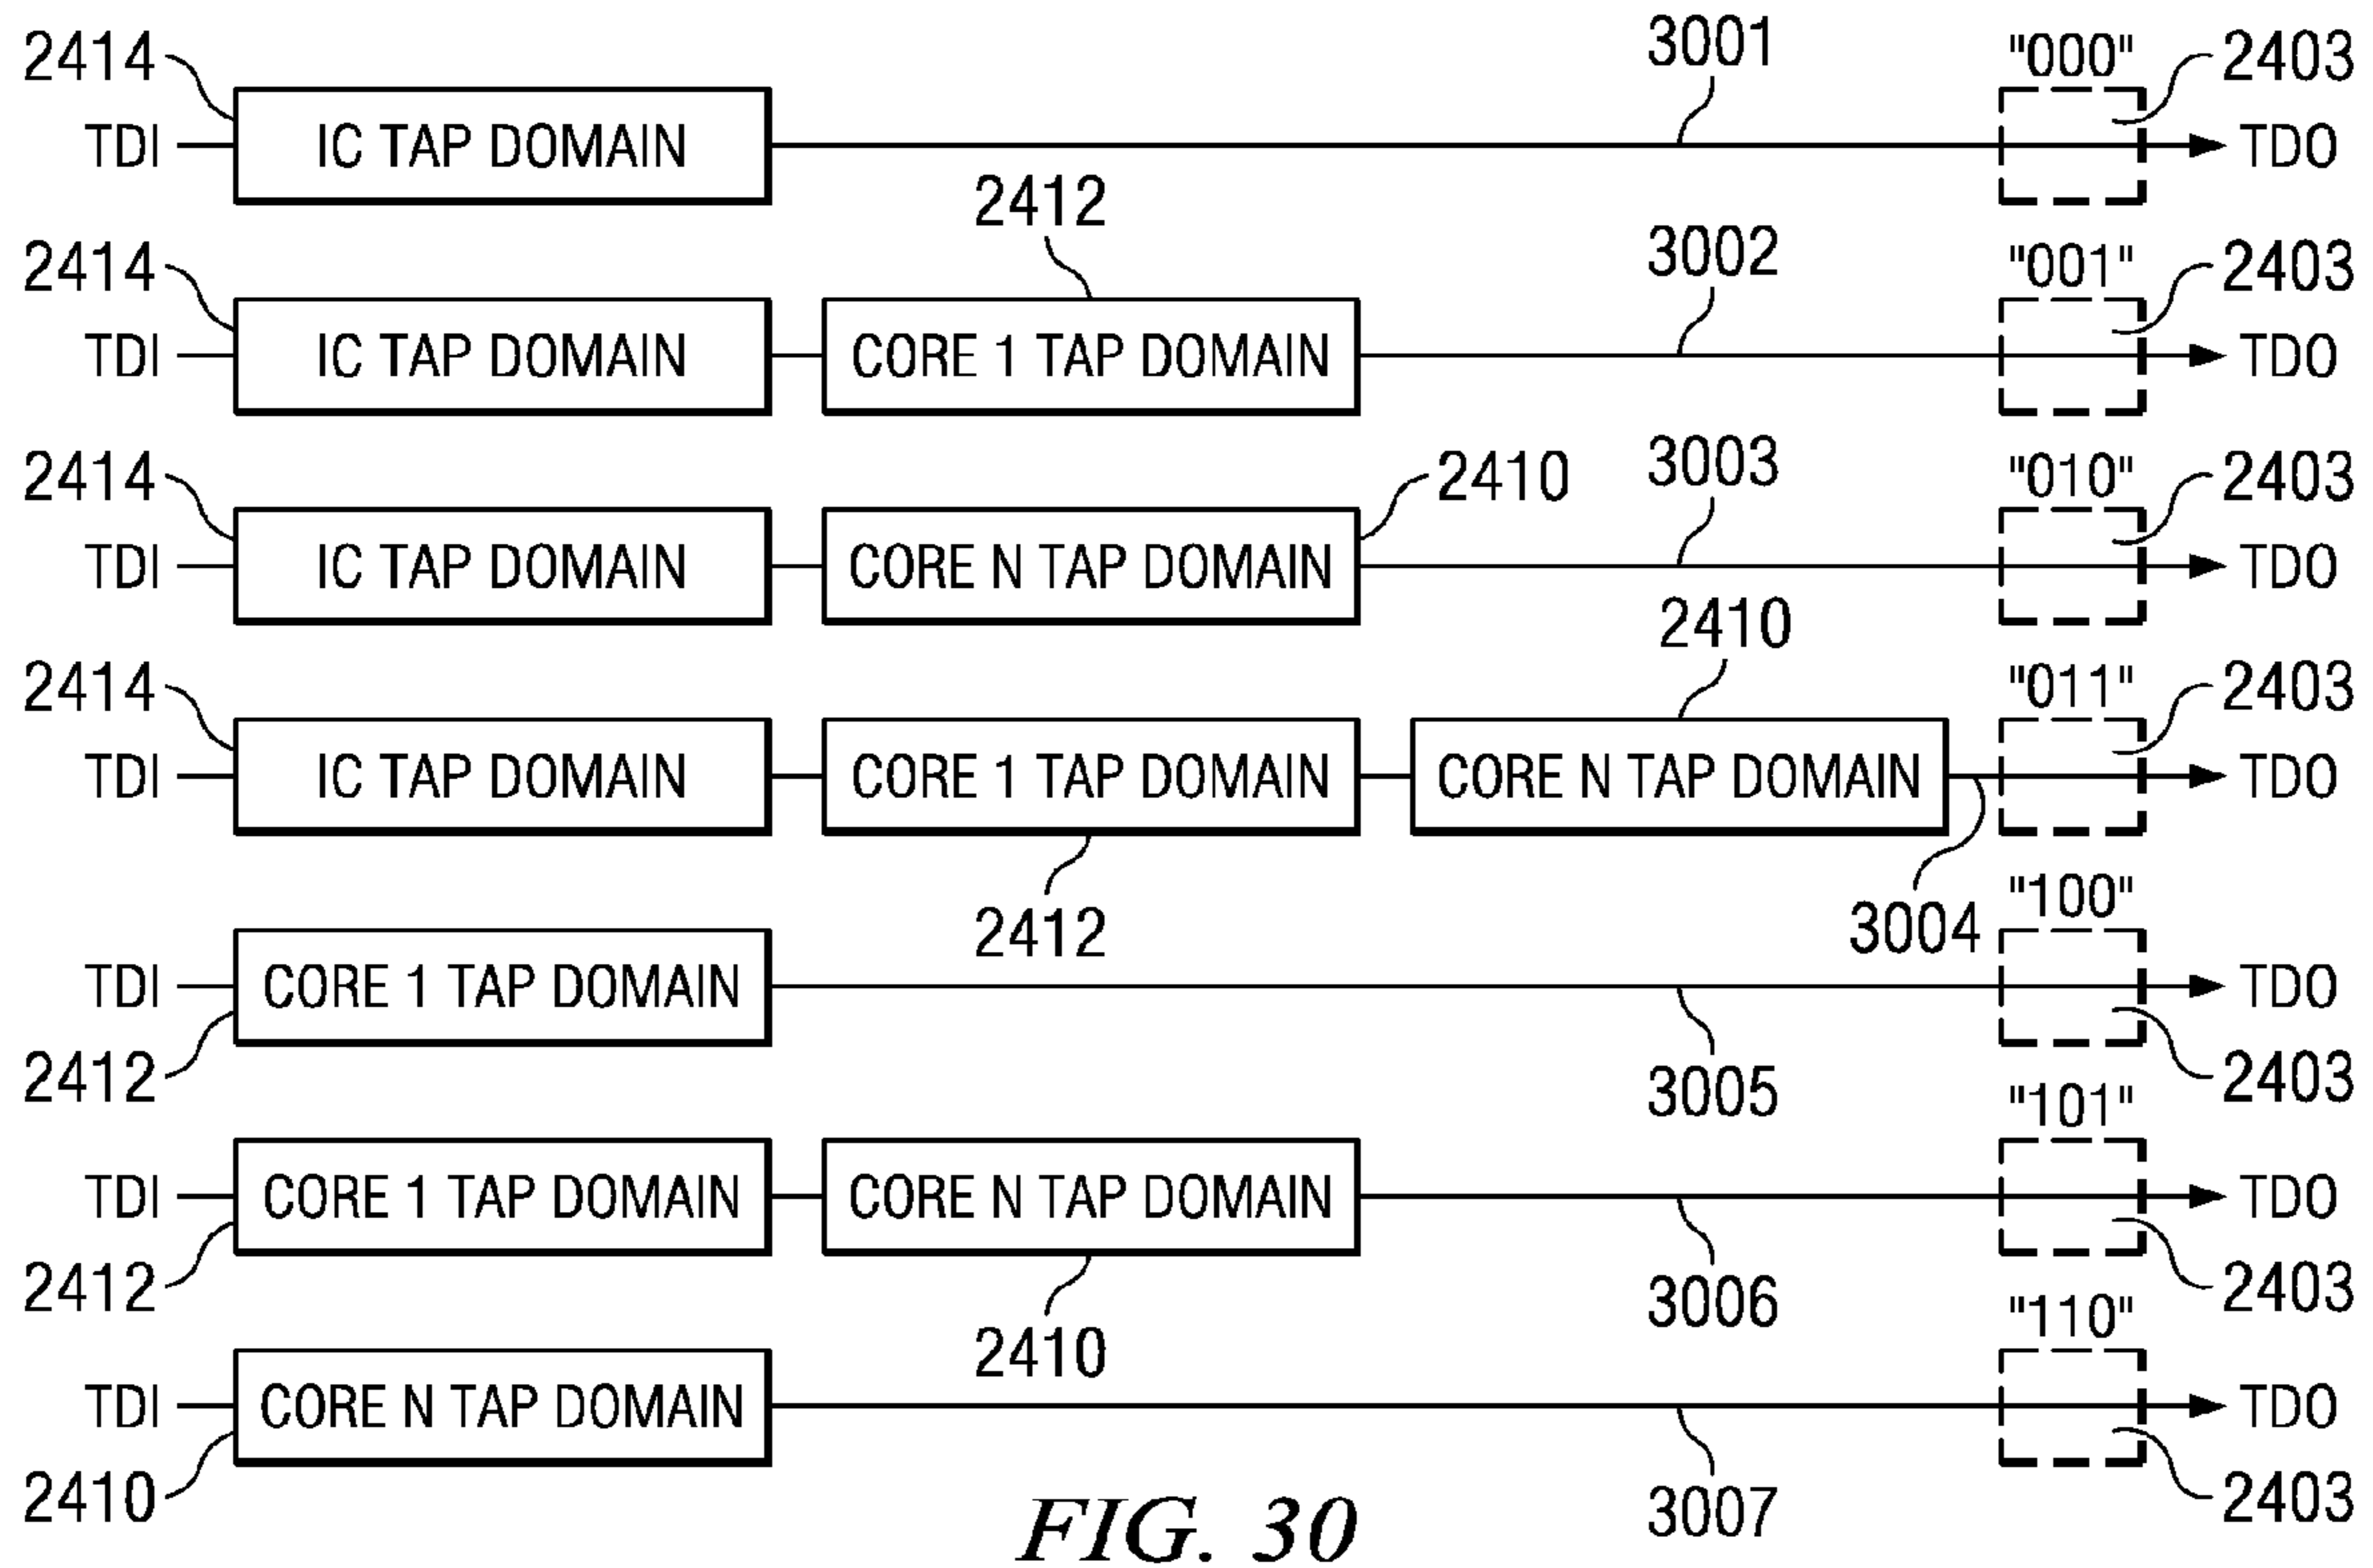 2414 3001 "000" 2403
TDI IC TAP DOMAIN TDO
2412
2414 3002 "001" 2403
TDI IC TAP DOMAIN CORE 1 TAP DOMAIN TDO
2414 2410 3003 "010" 2403
TDI IC TAP DOMAIN CORE N TAP DOMAIN TDO
2410
2414 "011" 2403
TDI IC TAP DOMAIN CORE 1 TAP DOMAIN CORE N TAP DOMAIN TDO
2412 3004 "100"
TDI CORE 1 TAP DOMAIN TDO
2412 3005 2403
"101"
TDI CORE 1 TAP DOMAIN CORE N TAP DOMAIN TDO
2412 3006 2403
2410 "110"
TDI CORE N TAP DOMAIN TDO
2410 3007 2403
FIG. 30